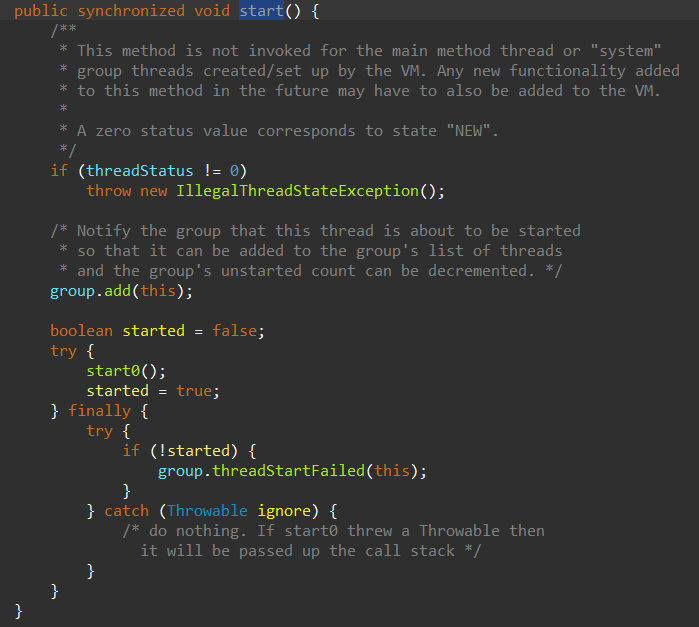 public synchronized void start() {
/**
* This method is not invoked for the main method thread or "system"
* group threads created/set up by the VM. Any new functionality added
* to this method in the future may have to also be added to the VM.
*
* A zero status value corresponds to state "NEW".
*/
if (threadStatus != 0)
throw new IllegalThreadStateException();
/* Notify the group that this thread is about to be started
* so that it can be added to the group's list of threads
* and the group's unstarted count can be decremented. */
group.add(this);
boolean started = false;
try {
start0();
started = true;
} finally {
try {
if (!started) {
group.threadStartFailed(this);
}
} catch (Throwable ignore) {
/* do nothing. If start0 threw a Throwable then
it will be passed up the call stack */
}
}
}